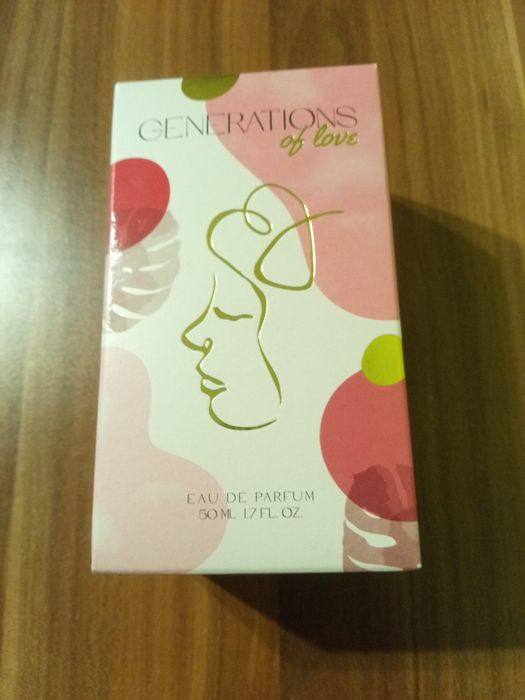 GENERATIONS
of love
EAU DE PARFUM
50 ML 1.7 FL. OZ.